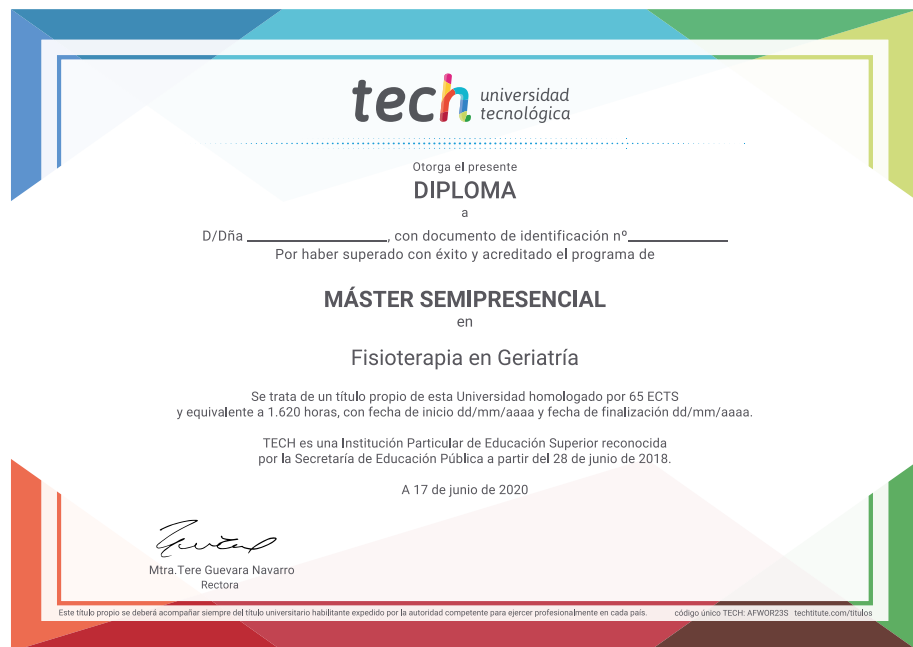 tech universidad
tecnológica
Otorga el presente
DIPLOMA
a
D/Dña ____________, con documento de identificación nº____________
Por haber superado con éxito y acreditado el programa de
MÁSTER SEMIPRESENCIAL
en
Fisioterapia en Geriatría
Se trata de un título propio de esta Universidad homologado por 65 ECTS
y equivalente a 1.620 horas, con fecha de inicio dd/mm/aaaa y fecha de finalización dd/mm/aaaa.
TECH es una Institución Particular de Educación Superior reconocida
por la Secretaría de Educación Pública a partir del 28 de junio de 2018.
A 17 de junio de 2020
Mtra.Tere Guevara Navarro
Rectora
Este título propio se deberá acompañar siempre del título universitario habilitante expedido por la autoridad competente para ejercer profesionalmente en cada país. código único TECH: AFWOR23S techtitute.com/titulos